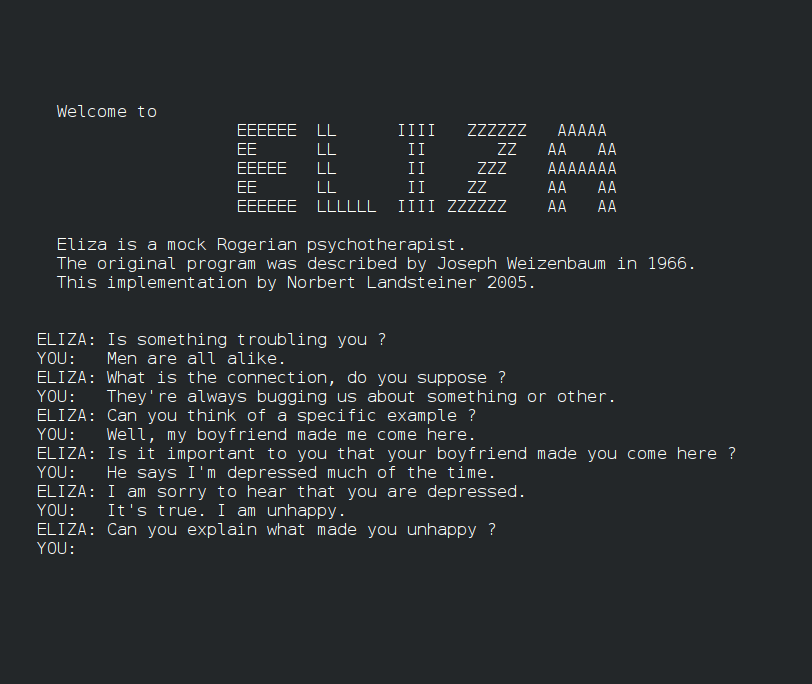 Welcome to
EEEEEE  LL      IIII   ZZZZZZ   AAAAA
EE      LL       II       ZZ   AA   AA
EEEEE   LL       II     ZZZ    AAAAAAA
EE      LL       II    ZZ      AA   AA
EEEEEE  LLLLLL  IIII ZZZZZZ    AA   AA
Eliza is a mock Rogerian psychotherapist.
The original program was described by Joseph Weizenbaum in 1966.
This implementation by Norbert Landsteiner 2005.
ELIZA: Is something troubling you ?
YOU:   Men are all alike.
ELIZA: What is the connection, do you suppose ?
YOU:   They're always bugging us about something or other.
ELIZA: Can you think of a specific example ?
YOU:   Well, my boyfriend made me come here.
ELIZA: Is it important to you that your boyfriend made you come here ?
YOU:   He says I'm depressed much of the time.
ELIZA: I am sorry to hear that you are depressed.
YOU:   It's true. I am unhappy.
ELIZA: Can you explain what made you unhappy ?
YOU: